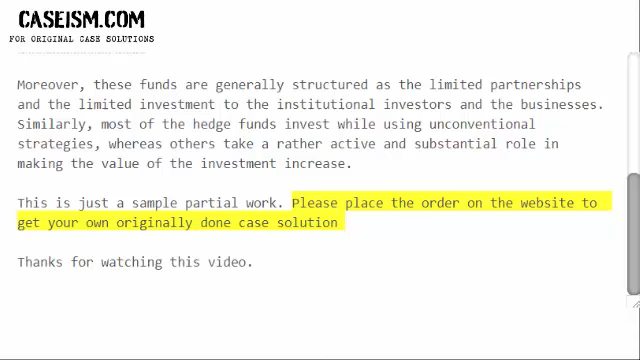 CASEISM.COM
FOR ORIGINAL CASE SOLUTIONS
Moreover, these funds are generally structured as the limited partnerships
and the limited investment to the institutional investors and the businesses.
Similarly, most of the hedge funds invest while using unconventional
strategies, whereas others take a rather active and substantial role in
making the value of the investment increase.
This is just a sample partial work. Please place the order on the website to
get your own originally done case solution
Thanks for watching this video.